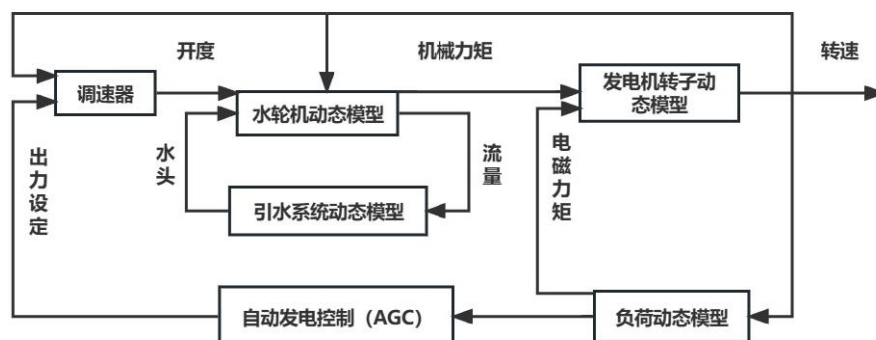 开度
机械力矩
转速
调速器
水轮机动态模型
发电机转子动
态模型
水头
流量
电磁力矩
出力设定
引水系统动态模型
自动发电控制（AGC）
负荷动态模型